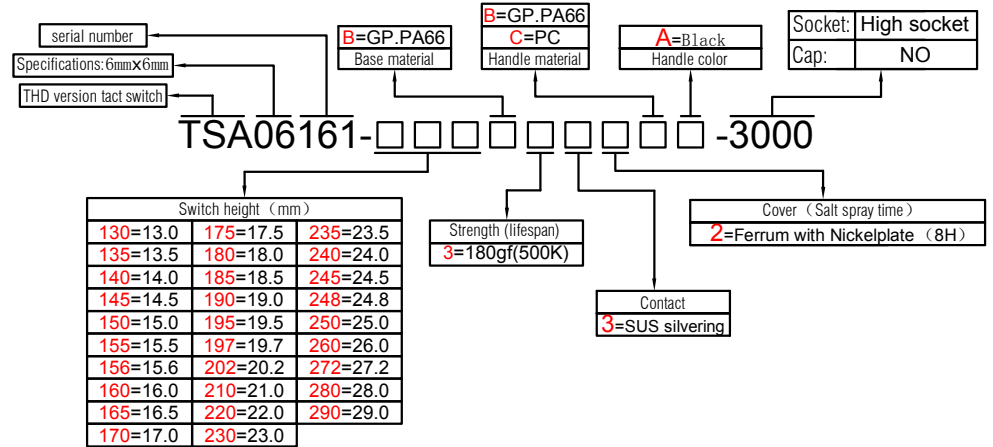 serial number
Specifications: 6mmX6mm
THD version tact switch
B=GP.PA66
Base material
B=GP.PA66
C=PC
Handle material
A=Black
Handle color
Socket: High socket
Cap: NO
TSA06161-□□□□□□□□□-3000
Switch height（mm）
130=13.0 175=17.5 235=23.5
135=13.5 180=18.0 240=24.0
140=14.0 185=18.5 245=24.5
145=14.5 190=19.0 248=24.8
150=15.0 195=19.5 250=25.0
155=15.5 197=19.7 260=26.0
156=15.6 202=20.2 272=27.2
160=16.0 210=21.0 280=28.0
165=16.5 220=22.0 290=29.0
170=17.0 230=23.0
Strength (lifespan)
3=180gf(500K)
Contact
3=SUS silvering
Cover（Salt spray time）
2=Ferrum with Nickelplate（8H）